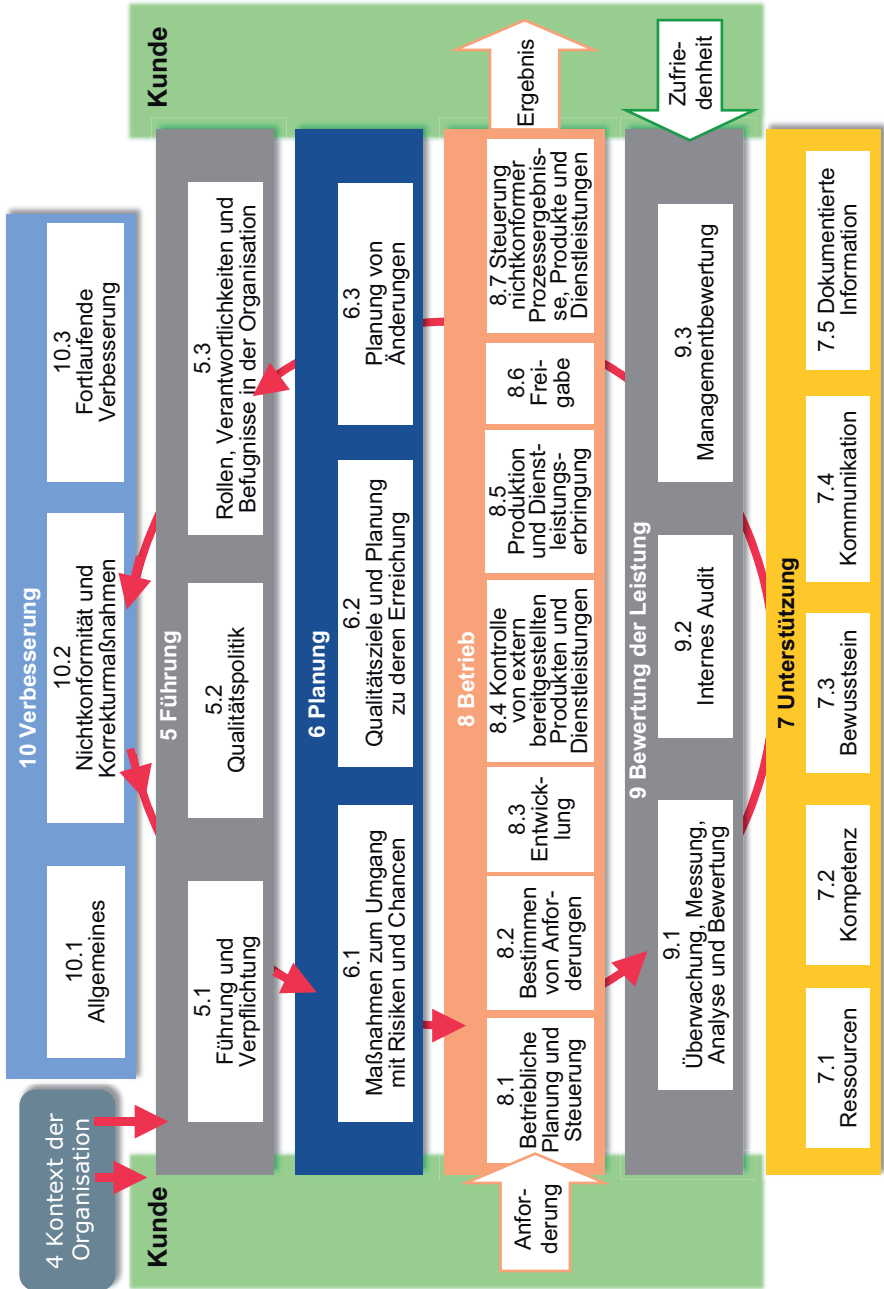 4 Kontext der
Organisation
10 Verbesserung
10.1
Allgemeines
10.2
Nichtkonformität und
Korrekturmaßnahmen
10.3
Fortlaufende
Verbesserung
Kunde
Kunde
5 Führung
5.1
Führung und
Verpflichtung
5.2
Qualitätspolitik
5.3
Rollen, Verantwortlichkeiten und
Befugnisse in der Organisation
6 Planung
6.1
Maßnahmen zum Umgang
mit Risiken und Chancen
6.2
Qualitätsziele und Planung
zu deren Erreichung
6.3
Planung von
Änderungen
8 Betrieb
Anfor-
derung
8.1
Betriebliche
Planung und
Steuerung
8.2
Bestimmen
von Anfor-
derungen
8.3
Entwick-
lung
8.4 Kontrolle
von extern
bereitgestellten
Produkten und
Dienstleistungen
8.5
Produktion
und Dienst-
leistungs-
erbringung
8.6
Frei-
gabe
8.7 Steuerung
nichtkonformer
Prozessergebnis-
se, Produkte und
Dienstleistungen
Ergebnis
9 Bewertung der Leistung
9.1
Überwachung, Messung,
Analyse und Bewertung
9.2
Internes Audit
9.3
Managementbewertung
Zufrie-
denheit
7 Unterstützung
7.1
Ressourcen
7.2
Kompetenz
7.3
Bewusstsein
7.4
Kommunikation
7.5 Dokumentierte
Information